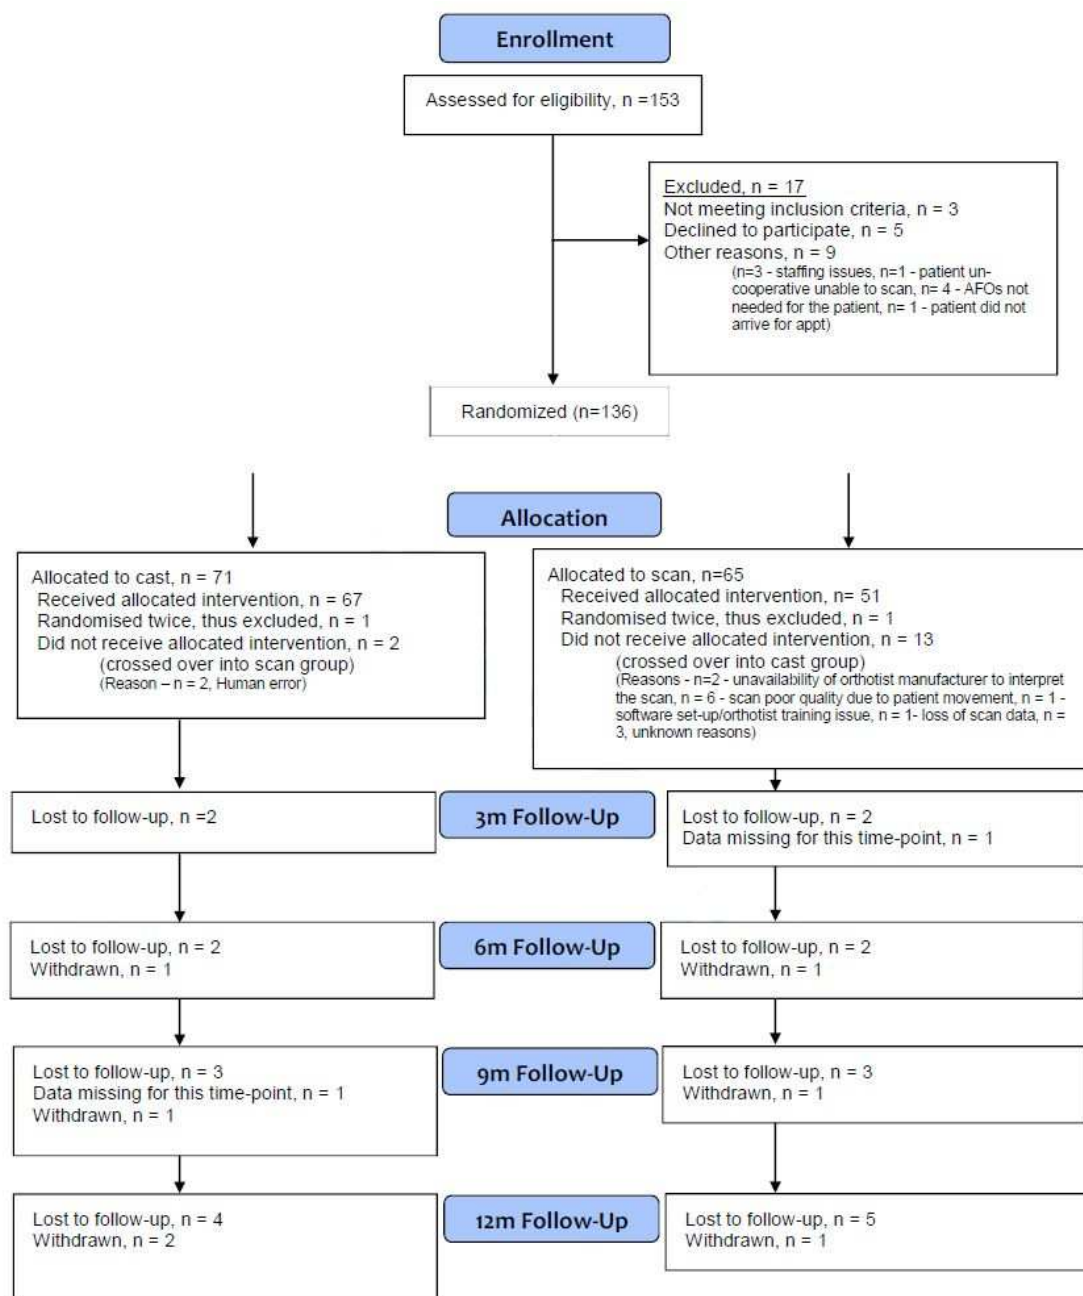 Enrollment
Assessed for eligibility, n =153
Excluded, n = 17
Not meeting inclusion criteria, n = 3
Declined to participate, n = 5
Other reasons, n = 9
(n=3 - staffing issues, n=1 - patient un-
cooperative unable to scan, n= 4 - AFOs not
needed for the patient, n= 1 - patient did not
arrive for appt)
Randomized (n=136)
Allocation
Allocated to cast, n = 71
Received allocated intervention, n = 67
Randomised twice, thus excluded, n = 1
Did not receive allocated intervention, n = 2
(crossed over into scan group)
(Reason – n = 2, Human error)
Allocated to scan, n=65
Received allocated intervention, n= 51
Randomised twice, thus excluded, n = 1
Did not receive allocated intervention, n = 13
(crossed over into cast group)
(Reasons - n=2 - unavailability of orthotist manufacturer to interpret
the scan, n = 6 - scan poor quality due to patient movement, n = 1 -
software set-up/orthotist training issue, n = 1- loss of scan data, n =
3, unknown reasons)
Lost to follow-up, n =2
3m Follow-Up
Lost to follow-up, n = 2
Data missing for this time-point, n = 1
Lost to follow-up, n = 2
Withdrawn, n = 1
6m Follow-Up
Lost to follow-up, n = 2
Withdrawn, n = 1
Lost to follow-up, n = 3
Data missing for this time-point, n = 1
Withdrawn, n = 1
9m Follow-Up
Lost to follow-up, n = 3
Withdrawn, n = 1
Lost to follow-up, n = 4
Withdrawn, n = 2
12m Follow-Up
Lost to follow-up, n = 5
Withdrawn, n = 1